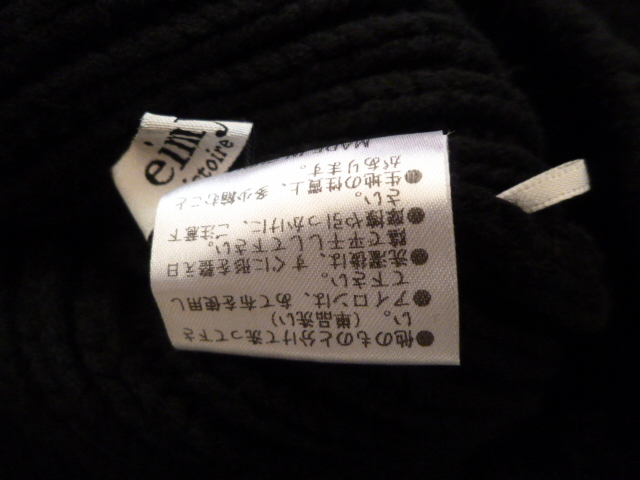 ●他のものと分けて洗って下さ
い。(単品洗い)
●アイロンは、あて布を使用し
て下さい。
●洗濯後は、すぐに形を整え日
陰で平干しして下さい。
●摩擦や引っかけに、ご注意下
さい。
●生地の性質上、多少縮むこと
があります。
MADE